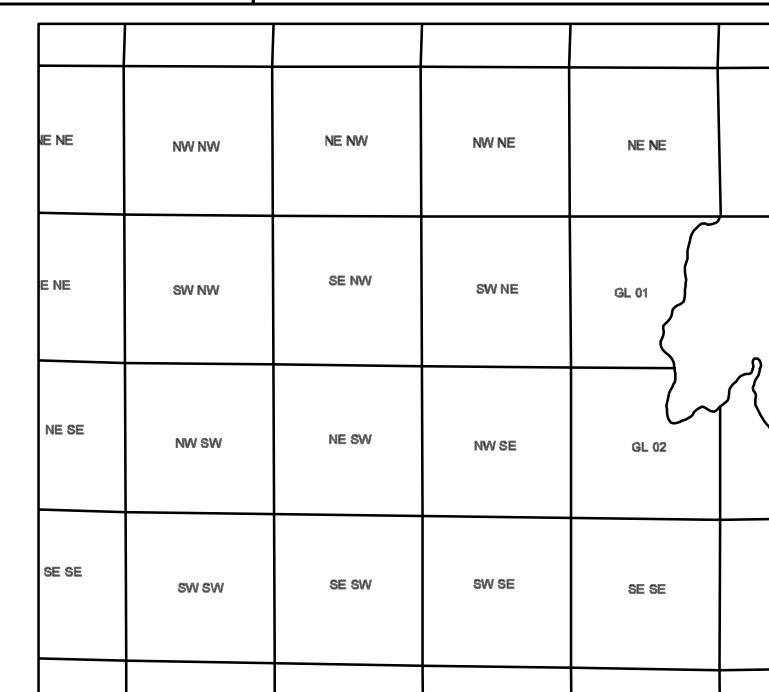 NE NE
NW NW
NE NW
NW NE
NE NE
E NE
SW NW
SE NW
SW NE
GL 01
NE SE
NW SW
NE SW
NW SE
GL 02
SE SE
SW SW
SE SW
SW SE
SE SE